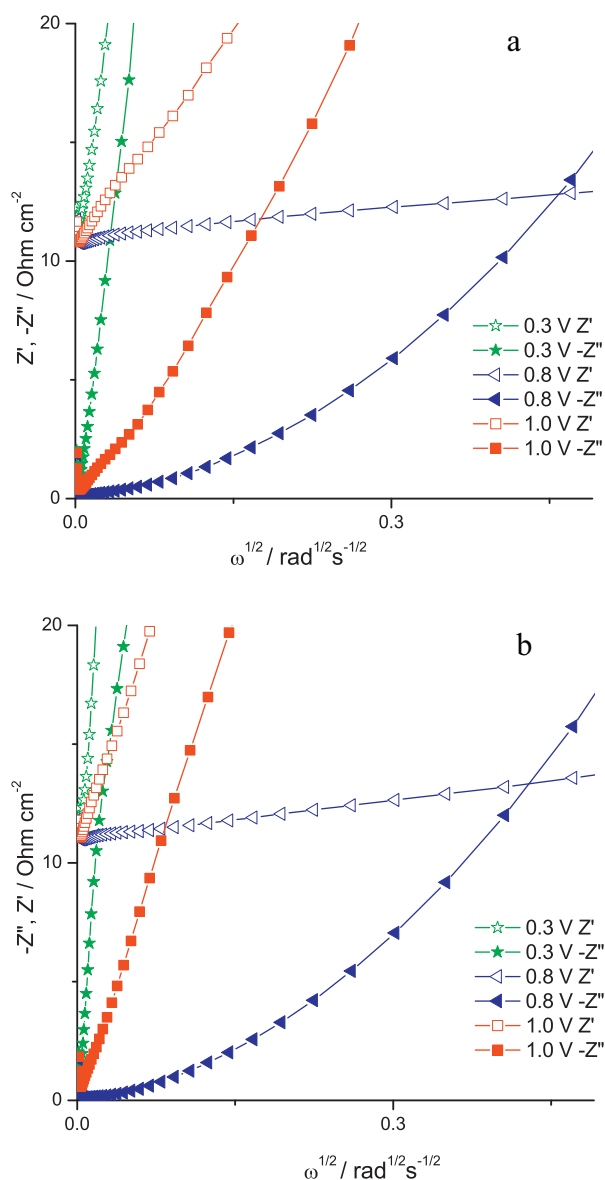 a
20
10
0
Z', -Z" / Ohm cm⁻²
0.3 V Z'
0.3 V -Z"
0.8 V Z'
0.8 V -Z"
1.0 V Z'
1.0 V -Z"
0.0
0.3
ω¹/² / rad¹/²s⁻¹/²
b
20
10
0
-Z", Z' / Ohm cm⁻²
0.3 V Z'
0.3 V -Z"
0.8 V Z'
0.8 V -Z"
1.0 V Z'
1.0 V -Z"
0.0
0.3
ω¹/² / rad¹/²s⁻¹/²